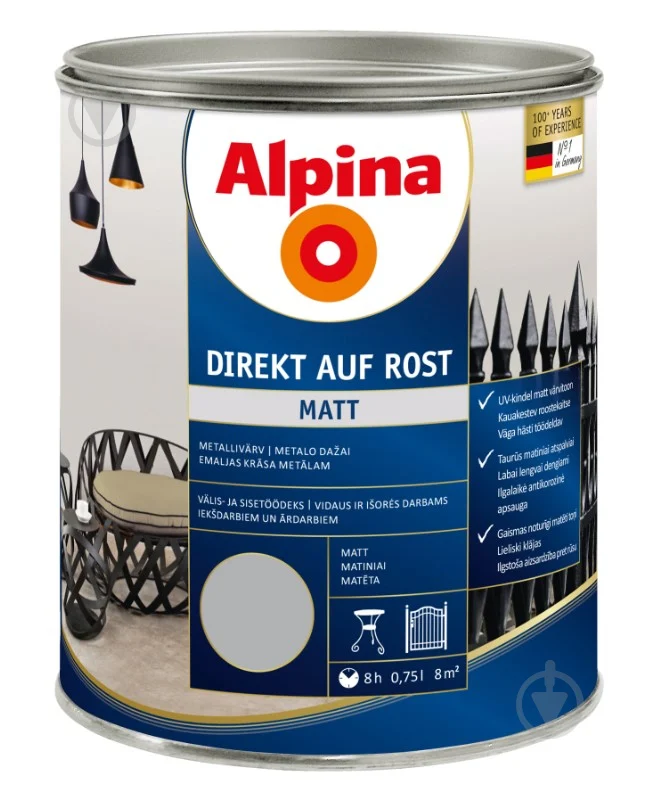 100⁺ YEARS
OF EXPERIENCE
Nº1
in Germany
Alpina
DIREKT AUF ROST
MATT
METALLIVÄRV | METALO DAŽAI
EMALJAS KRĀSA METĀLAM
VÄLIS- JA SISETÖÖDEKS | VIDAUS IR IŠORĖS DARBAMS
IEKŠDARBIEM UN ĀRDARBIEM
MATT
MATINIAI
MATĒTA
8h 0,75l 8m²
UV-kindel matt värvitoon
Kauakestev roostekaitse
Väga hästi töödeldav
Taurūs matiniai atspalviai
Labai lengvai dengiami
Ilgalaikė antikorozinė
apsauga
Gaismas noturīgi matēti toņi
Lieliski klājas
Ilgstoša aizsardzība pret rūsu